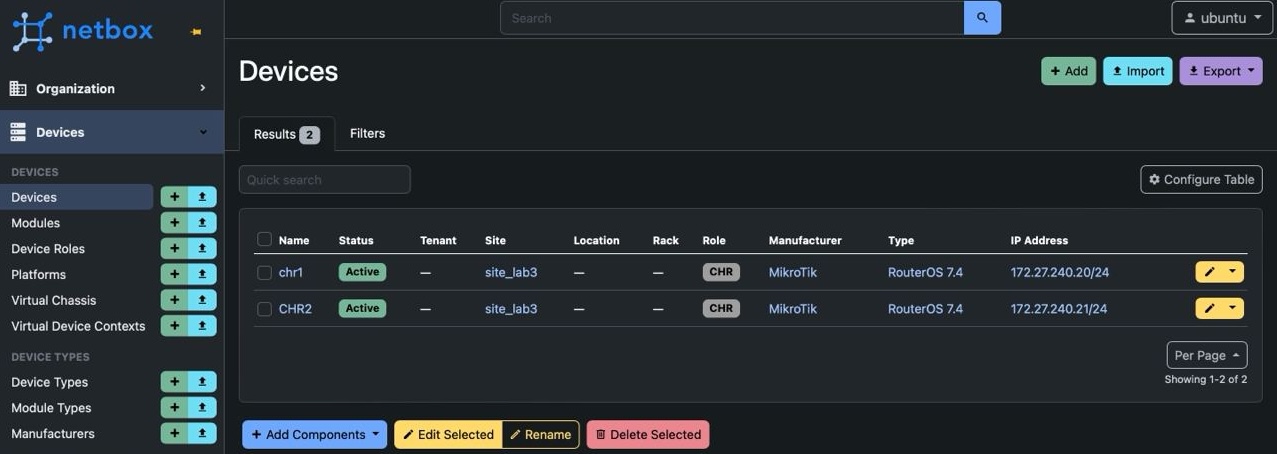 netbox
Search
ubuntu
Organization
Devices
DEVICES
Devices
Modules
Device Roles
Platforms
Virtual Chassis
Virtual Device Contexts
DEVICE TYPES
Device Types
Module Types
Manufacturers
Devices
+ Add
Import
Export
Results 2
Filters
Quick search
Configure Table
Name Status Tenant Site Location Rack Role Manufacturer Type IP Address
chr1 Active — site_lab3 — — CHR MikroTik RouterOS 7.4 172.27.240.20/24
CHR2 Active — site_lab3 — — CHR MikroTik RouterOS 7.4 172.27.240.21/24
Per Page
Showing 1-2 of 2
+ Add Components
Edit Selected
Rename
Delete Selected